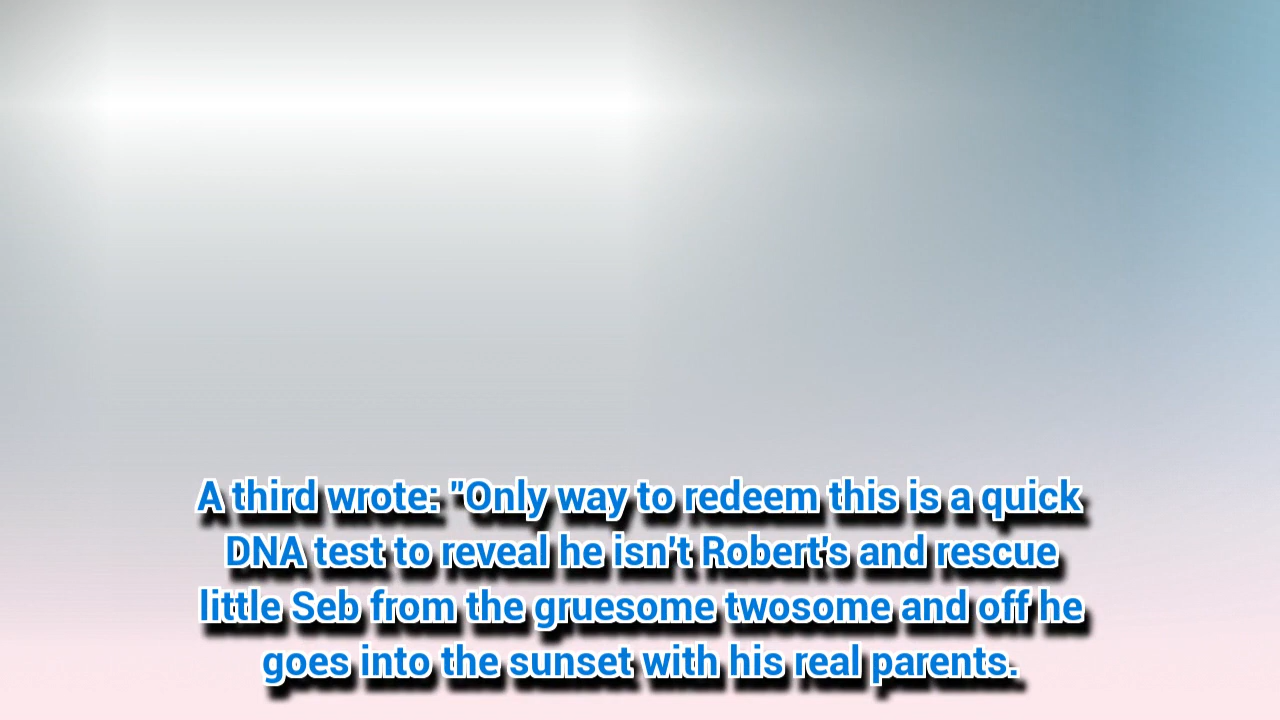 A third wrote: "Only way to redeem this is a quick
DNA test to reveal he isn't Robert's and rescue
little Seb from the gruesome twosome and off he
goes into the sunset with his real parents.